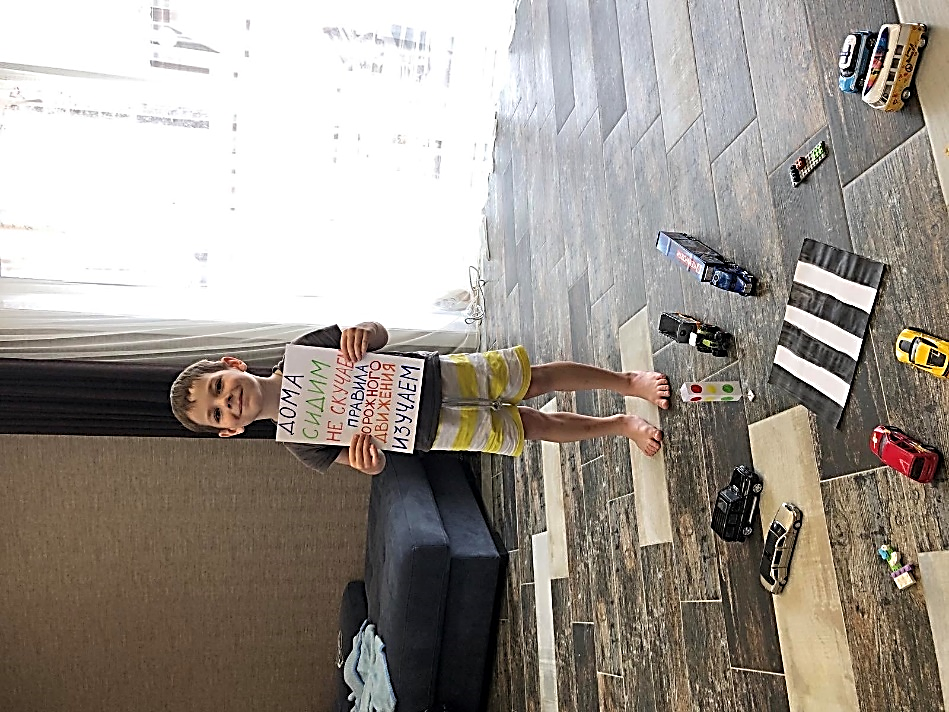 ДОМА
СИДИМ
НЕ СКУЧАЕМ
ПРАВИЛА
ДОРОЖНОГО
ДВИЖЕНИЯ
ИЗУЧАЕМ